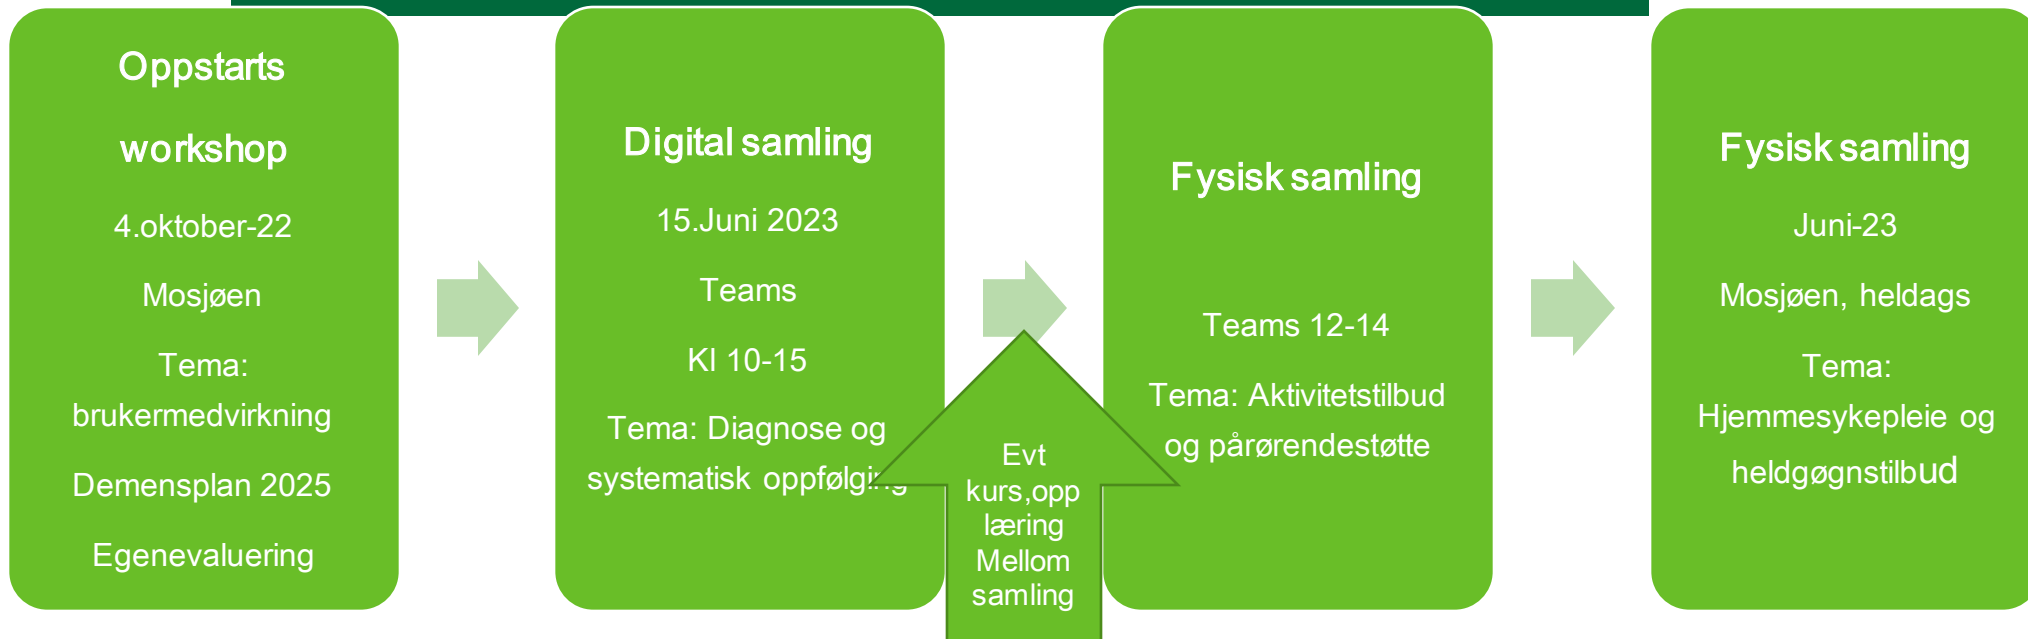 Oppstarts
workshop
4.oktober-22
Mosjøen
Tema:
brukermedvirkning
Demensplan 2025
Egenevaluering
Digital samling
15.Juni 2023
Teams
Kl 10-15
Tema: Diagnose og
systematisk oppfølging
Evt
kurs,opp
læring
Mellom
samling
Fysisk samling
Teams 12-14
Tema: Aktivitetstilbud
og pårørendestøtte
Fysisk samling
Juni-23
Mosjøen, heldags
Tema:
Hjemmesykepleie og
heldgøgnstilbud